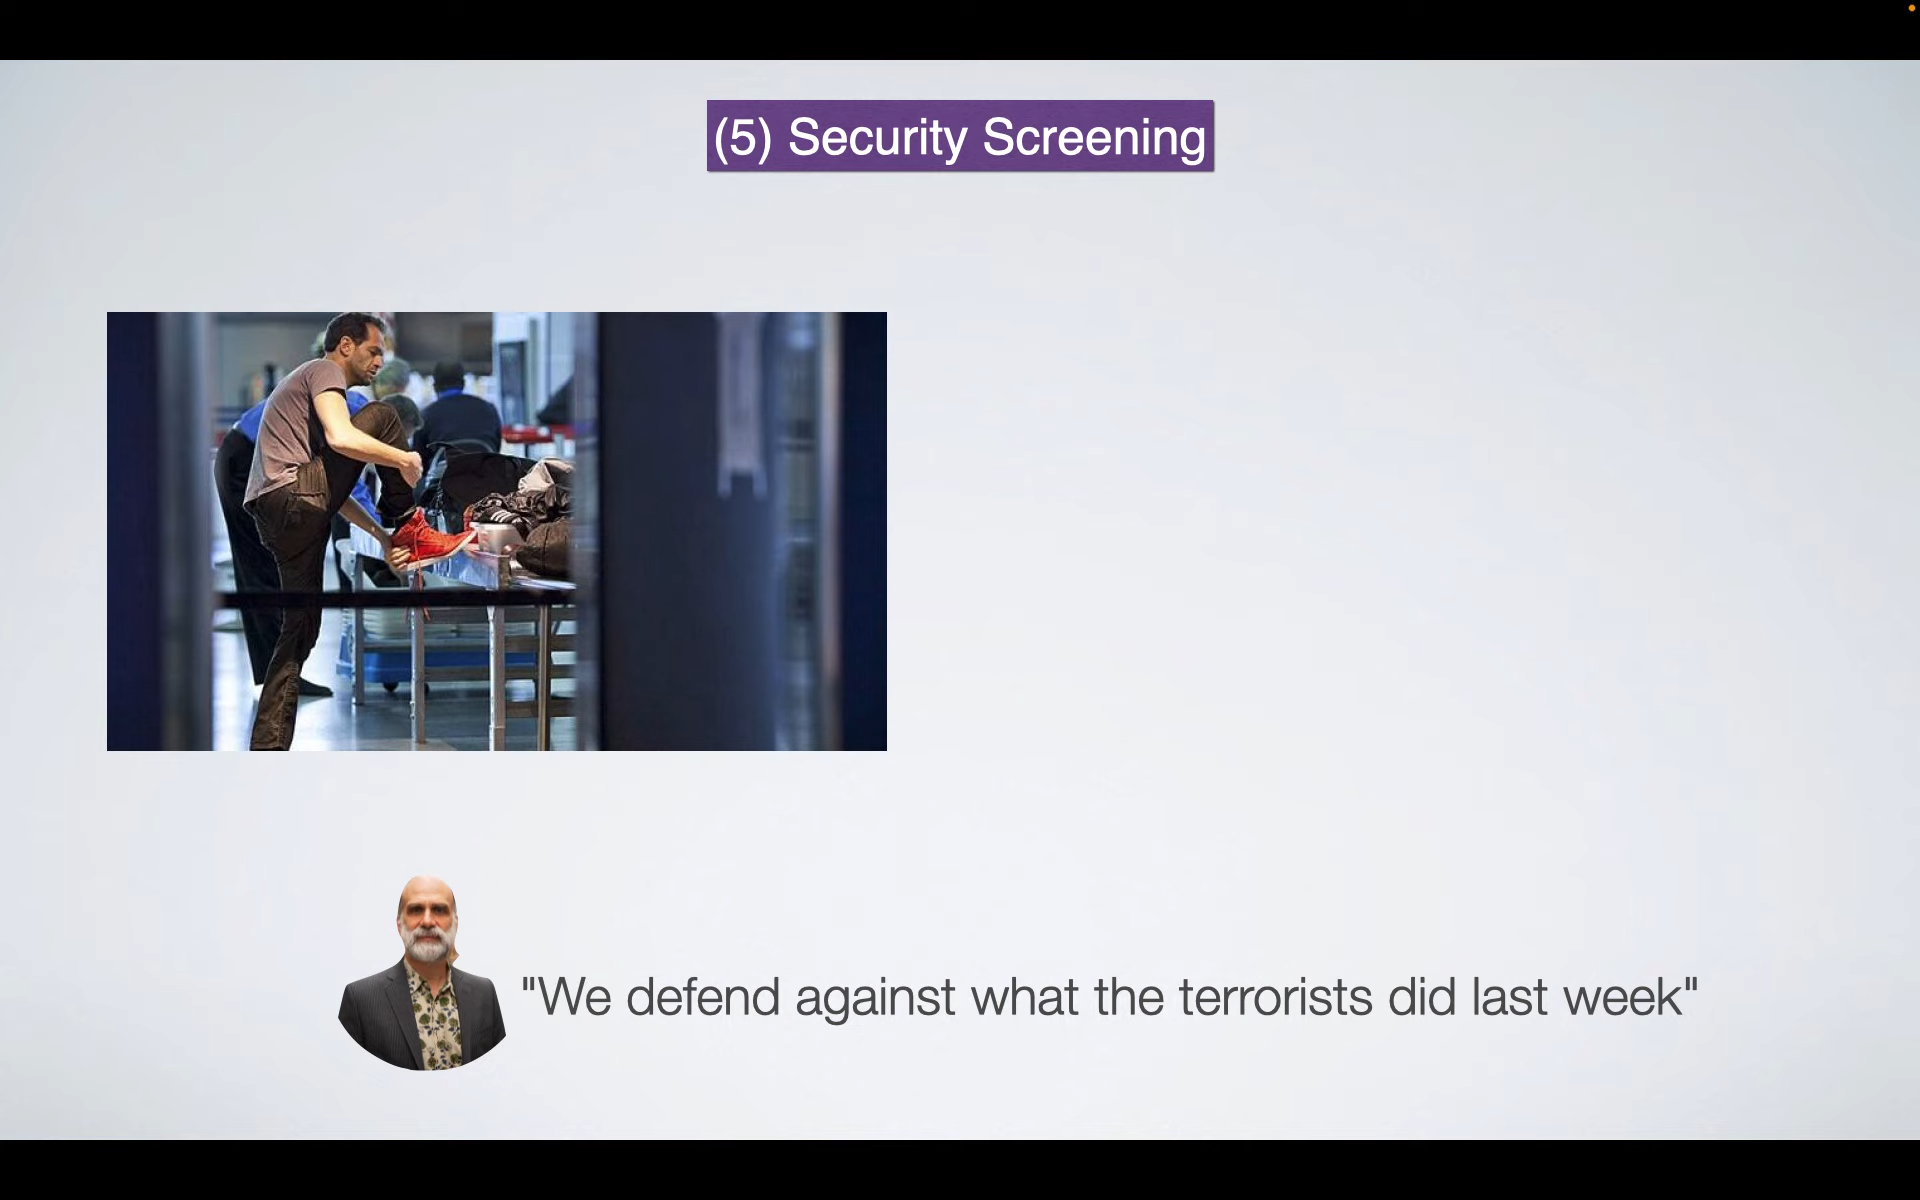 (5) Security Screening
"We defend against what the terrorists did last week"